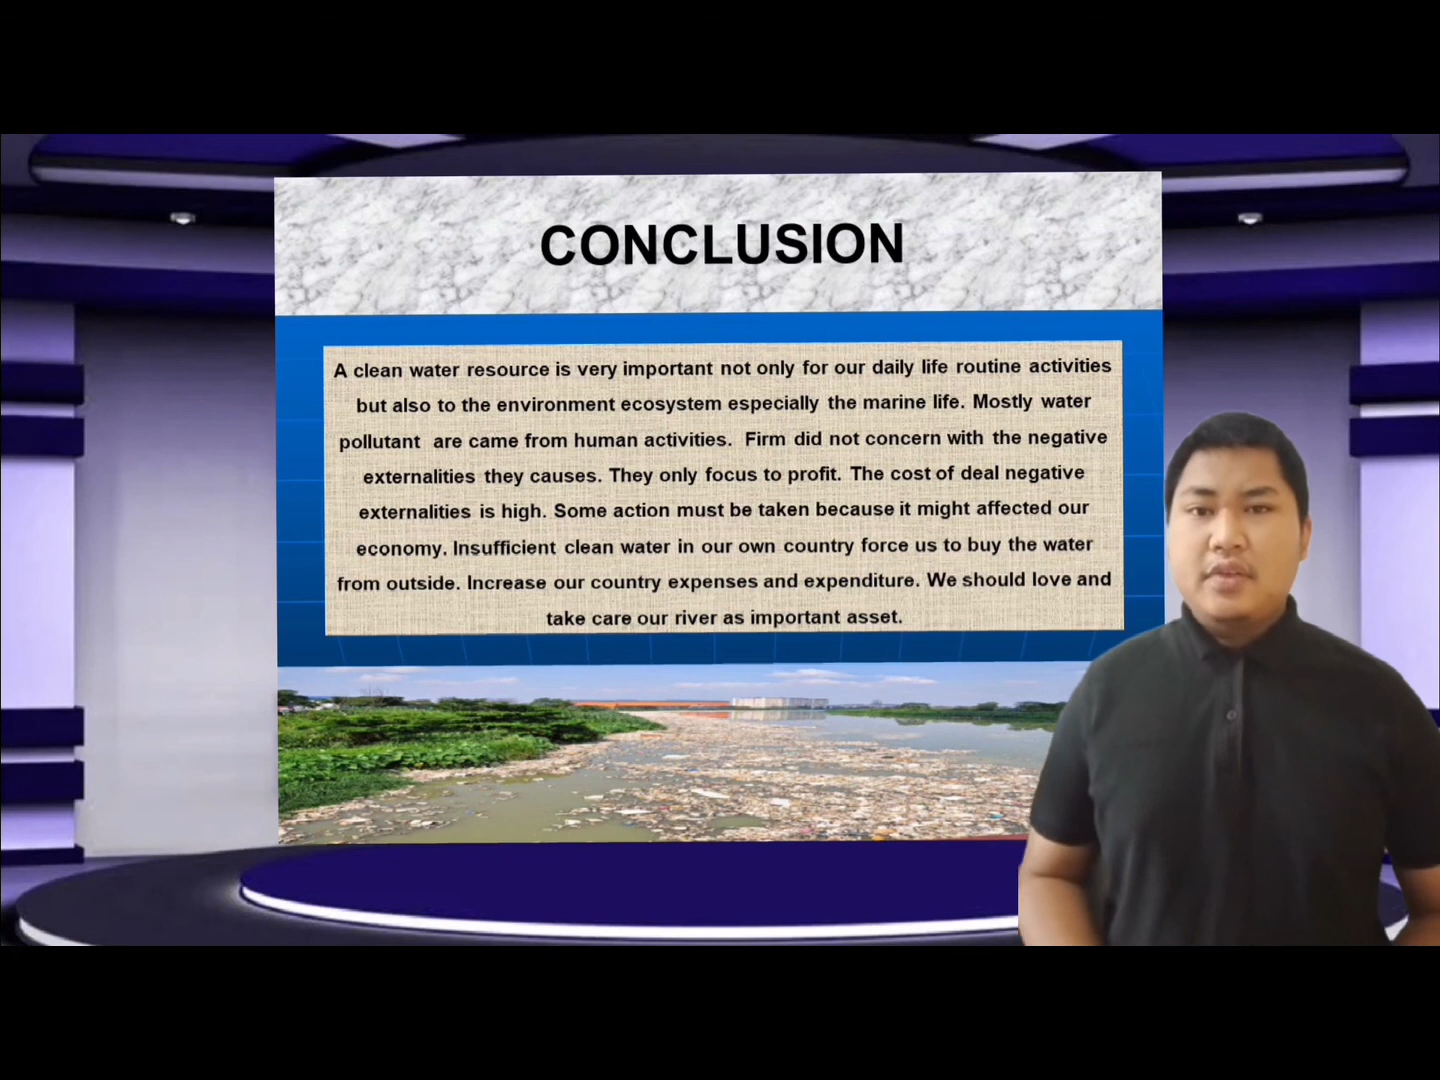 CONCLUSION
A clean water resource is very important not only for our daily life routine activities
but also to the environment ecosystem especially the marine life. Mostly water
pollutant are came from human activities. Firm did not concern with the negative
externalities they causes. They only focus to profit. The cost of deal negative
externalities is high. Some action must be taken because it might affected our
economy. Insufficient clean water in our own country force us to buy the water
from outside. Increase our country expenses and expenditure. We should love and
take care our river as important asset.